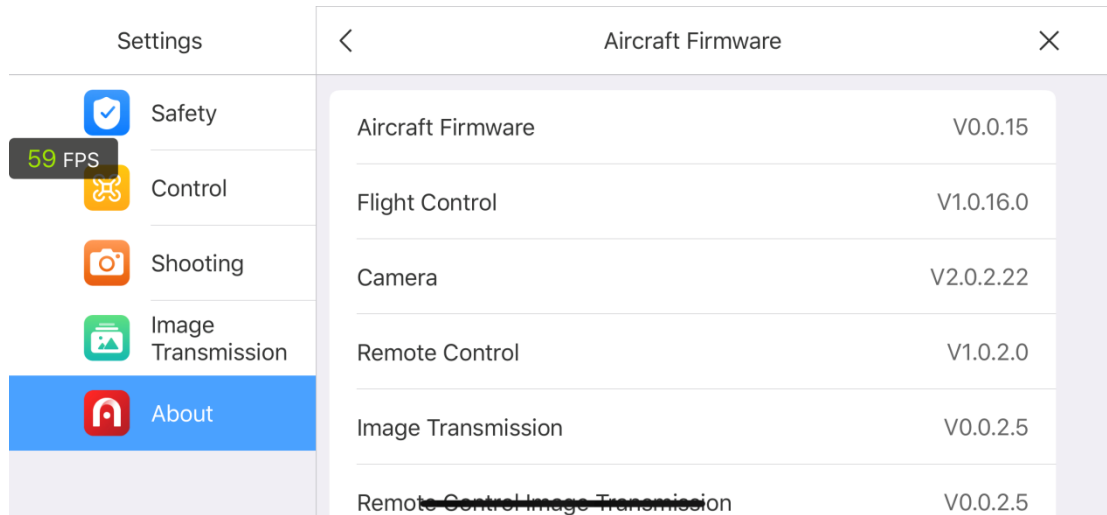 Settings
Aircraft Firmware
Safety
59 FPS
Control
Shooting
Image
Transmission
About
Aircraft Firmware V0.0.15
Flight Control V1.0.16.0
Camera V2.0.2.22
Remote Control V1.0.2.0
Image Transmission V0.0.2.5
Remote Control Image Transmission V0.0.2.5